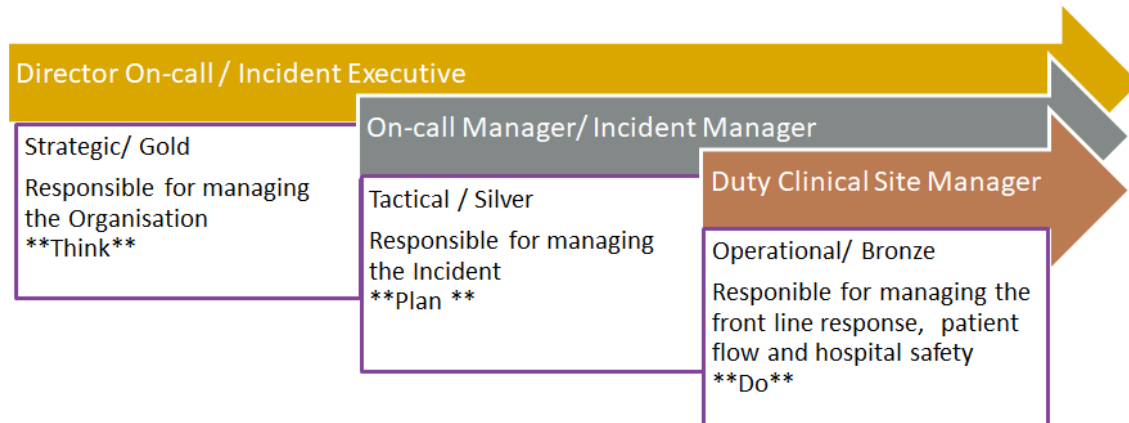 Director On-call / Incident Executive
Strategic/ Gold
Responsible for managing
the Organisation
**Think**
On-call Manager/ Incident Manager
Tactical / Silver
Responsible for managing
the Incident
**Plan **
Duty Clinical Site Manager
Operational/ Bronze
Responible for managing the
front line response, patient
flow and hospital safety
**Do**